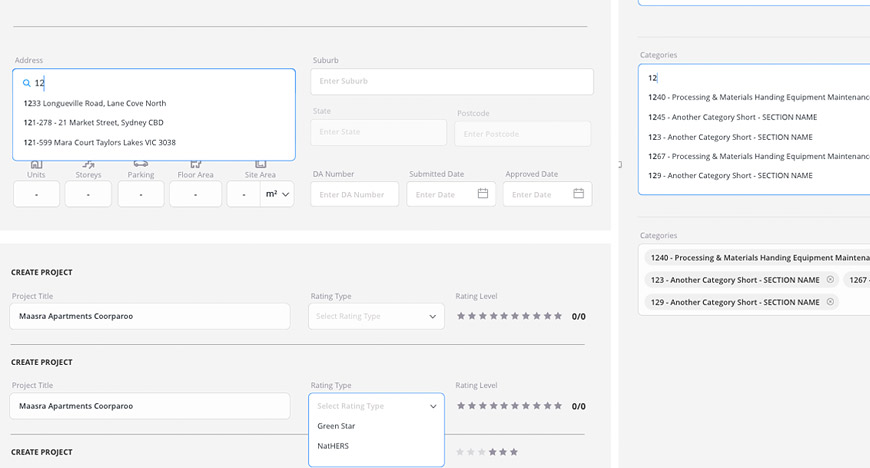 Address
12
1233 Longueville Road, Lane Cove North
121-278 - 21 Market Street, Sydney CBD
121-599 Mara Court Taylors Lakes VIC 3038
Suburb
Enter Suburb
State
Enter State
Postcode
Enter Postcode
Units
Storeys
Parking
Floor Area
Site Area
-
-
-
-
-
m²
DA Number
Enter DA Number
Submitted Date
Enter Date
Approved Date
Enter Date
CREATE PROJECT
Project Title
Maasra Apartments Coorparoo
Rating Type
Select Rating Type
Rating Level
0/0
CREATE PROJECT
Project Title
Maasra Apartments Coorparoo
Rating Type
Select Rating Type
Green Star
NatHERS
Rating Level
0/0
CREATE PROJECT
Categories
12
1240 - Processing & Materials Handing Equipment Maintenanc
1245 - Another Category Short - SECTION NAME
123 - Another Category Short - SECTION NAME
1267 - Processing & Materials Handing Equipment Maintenanc
129 - Another Category Short - SECTION NAME
Categories
1240 - Processing & Materials Handing Equipment Maintena
123 - Another Category Short - SECTION NAME
1267 -
129 - Another Category Short - SECTION NAME